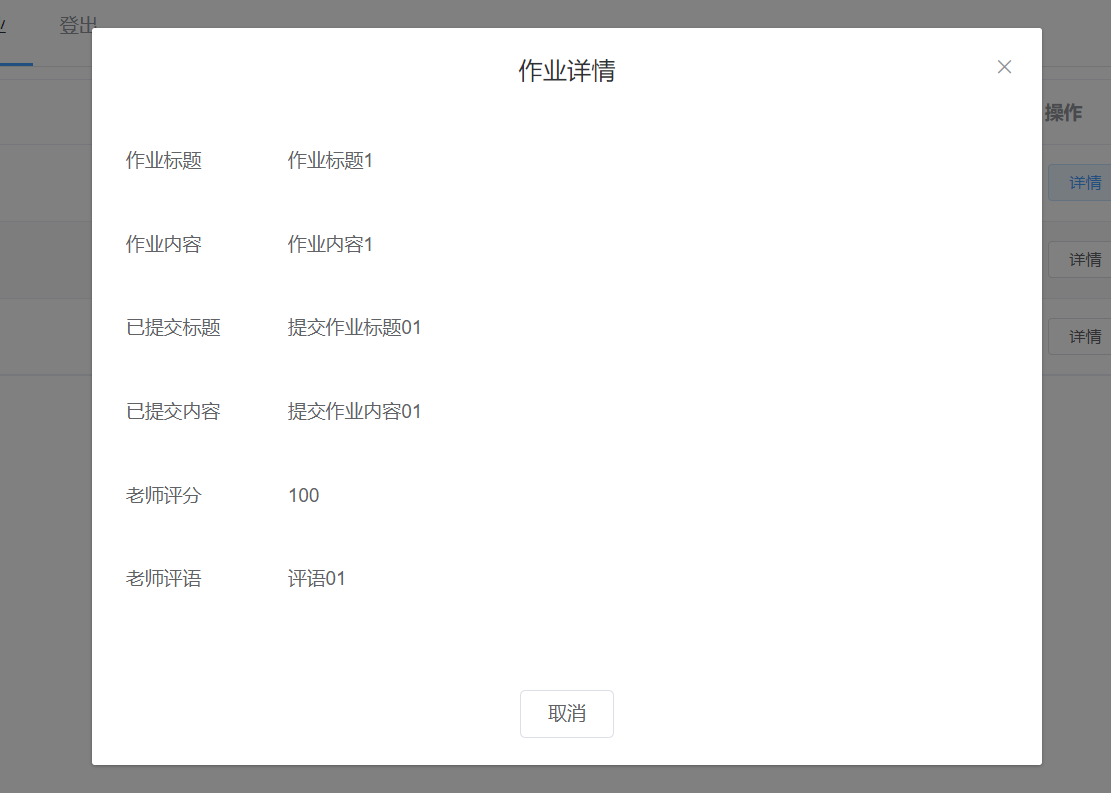 登出
作业详情
操作
作业标题 作业标题1
详情
作业内容 作业内容1
详情
已提交标题 提交作业标题01
详情
已提交内容 提交作业内容01
老师评分 100
老师评语 评语01
取消